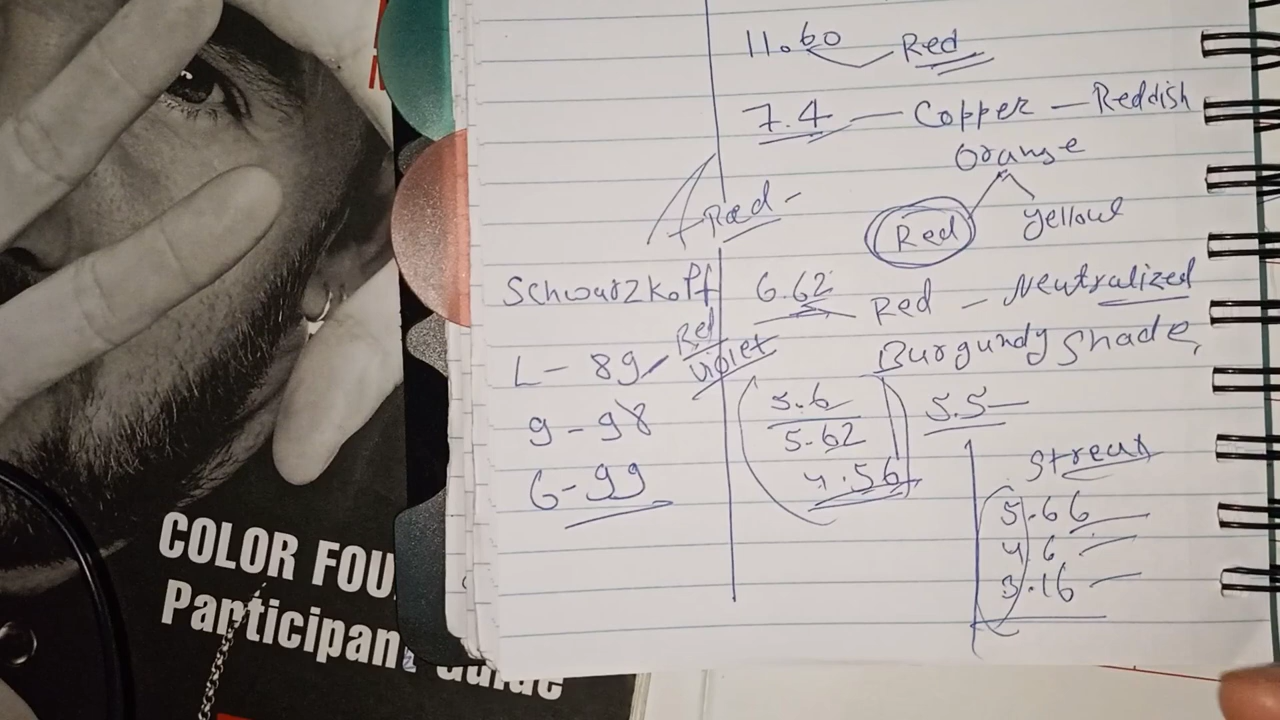 11.60 Red
7.4 — Copper — Reddish
Orange
Red -
Red Yellow
Schwarzkopf 6.62 Red - Neutralized
L - 89 Red
violet Burgundy Shade,
9 - 98 5.6 5.5
5.62
6-99 4.56 Streax
5.66
4 6
3.16
COLOR FOU
Participant Guide